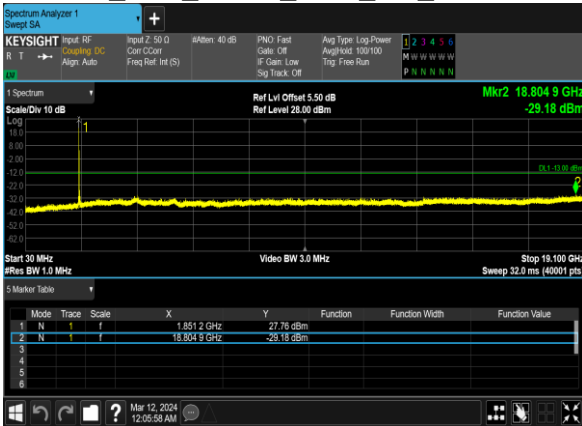 Spectrum Analyzer 1
Swept SA
+
KEYSIGHT Input: RF Input Z: 50 Ω #Atten: 40 dB PNO: Fast Avg Type: Log-Power 1 2 3 4 5 6
R T Coupling: DC Corr CCorr Gate: Off Avg|Hold: 100/100 M W W W W W
Align: Auto Freq Ref: Int (S) IF Gain: Low Trig: Free Run
Sig Track: Off P N N N N N
1 Spectrum Ref Lvl Offset 5.50 dB Mkr2 18.804 9 GHz
Scale/Div 10 dB Ref Level 28.00 dBm -29.18 dBm
Log
1
18.0
8.00
-2.00
-12.0
DL1 -13.00 dBm
-22.0
-32.0
-42.0
-52.0
-62.0
Start 30 MHz Video BW 3.0 MHz Stop 19.100 GHz
#Res BW 1.0 MHz Sweep 32.0 ms (40001 pts
5 Marker Table
Mode Trace Scale X Y Function Function Width Function Value
1 N 1 f 1.851 2 GHz 27.76 dBm
2 N 1 f 18.804 9 GHz -29.18 dBm
3
4
5
6
? Mar 12, 2024
12:05:58 AM